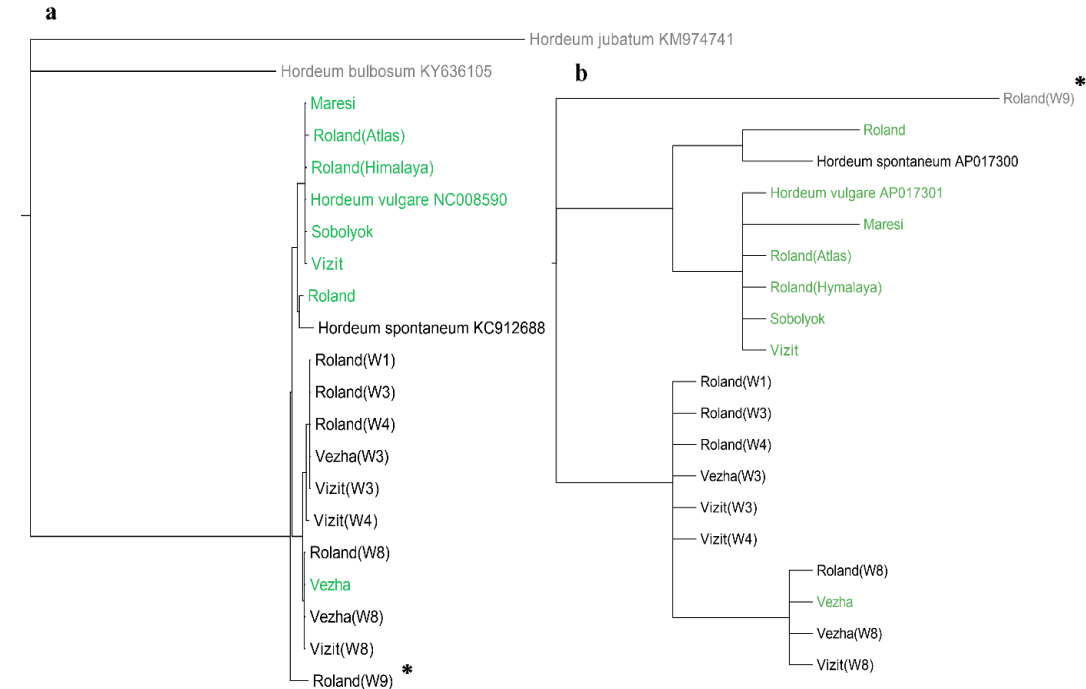 a
Hordeum jubatum KM974741
Hordeum bulbosum KY636105
Maresi
Roland(Atlas)
Roland(Himalaya)
Hordeum vulgare NC008590
Sobolyok
Vizit
Roland
Hordeum spontaneum KC912688
Roland(W1)
Roland(W3)
Roland(W4)
Vezha(W3)
Vizit(W3)
Vizit(W4)
Roland(W8)
Vezha
Vezha(W8)
Vizit(W8)
Roland(W9) *
b
Roland(W9) *
Roland
Hordeum spontaneum AP017300
Hordeum vulgare AP017301
Maresi
Roland(Atlas)
Roland(Hymalaya)
Sobolyok
Vizit
Roland(W1)
Roland(W3)
Roland(W4)
Vezha(W3)
Vizit(W3)
Vizit(W4)
Roland(W8)
Vezha
Vezha(W8)
Vizit(W8)